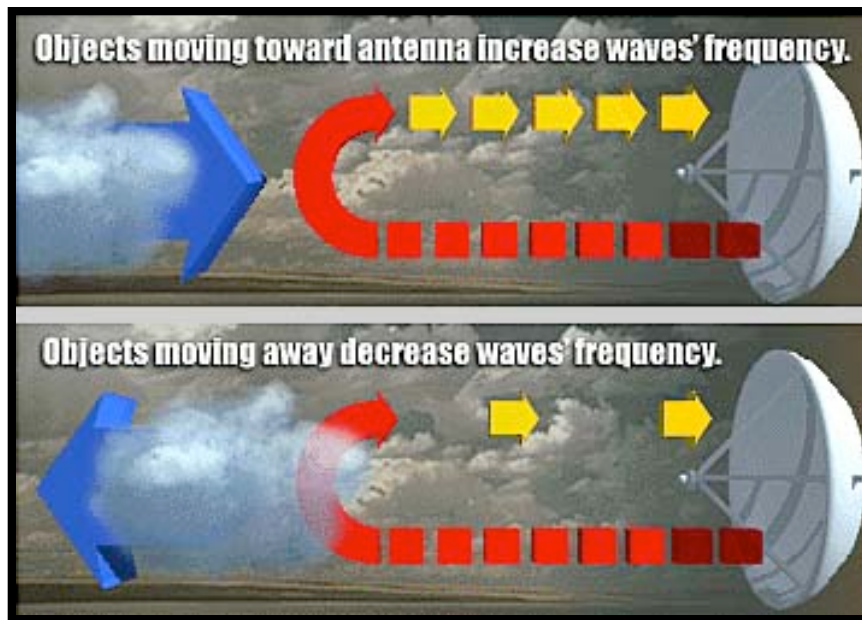 Objects moving toward antenna increase waves' frequency.
Objects moving away decrease waves' frequency.